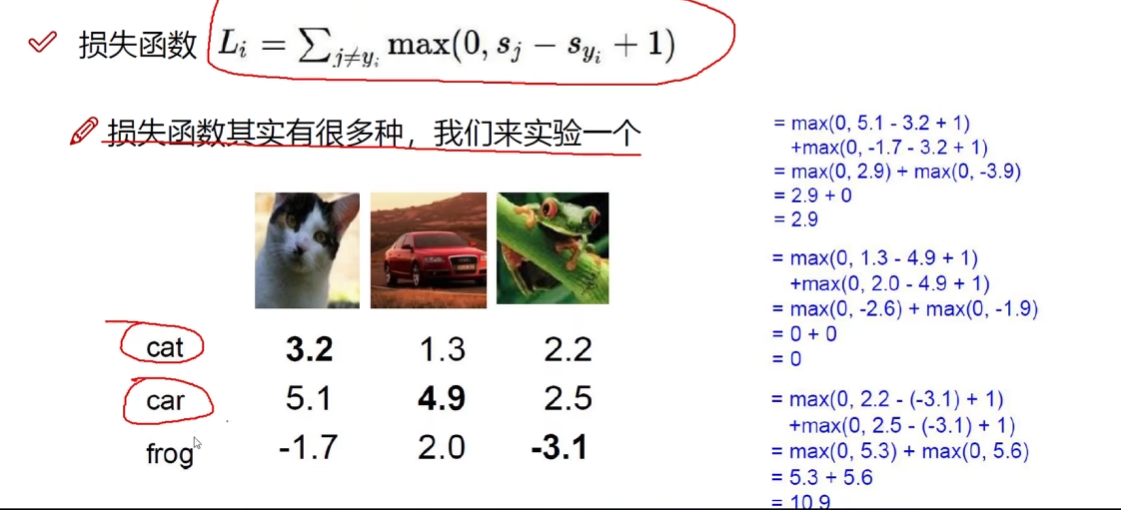 损失函数 L_i = ∑_{j≠y_i} max(0, s_j − s_{y_i} + 1)
损失函数其实有很多种，我们来实验一个
cat 3.2 1.3 2.2
car 5.1 4.9 2.5
frog -1.7 2.0 -3.1
= max(0, 5.1 - 3.2 + 1)
+max(0, -1.7 - 3.2 + 1)
= max(0, 2.9) + max(0, -3.9)
= 2.9 + 0
= 2.9
= max(0, 1.3 - 4.9 + 1)
+max(0, 2.0 - 4.9 + 1)
= max(0, -2.6) + max(0, -1.9)
= 0 + 0
= 0
= max(0, 2.2 - (-3.1) + 1)
+max(0, 2.5 - (-3.1) + 1)
= max(0, 5.3) + max(0, 5.6)
= 5.3 + 5.6
= 10.9